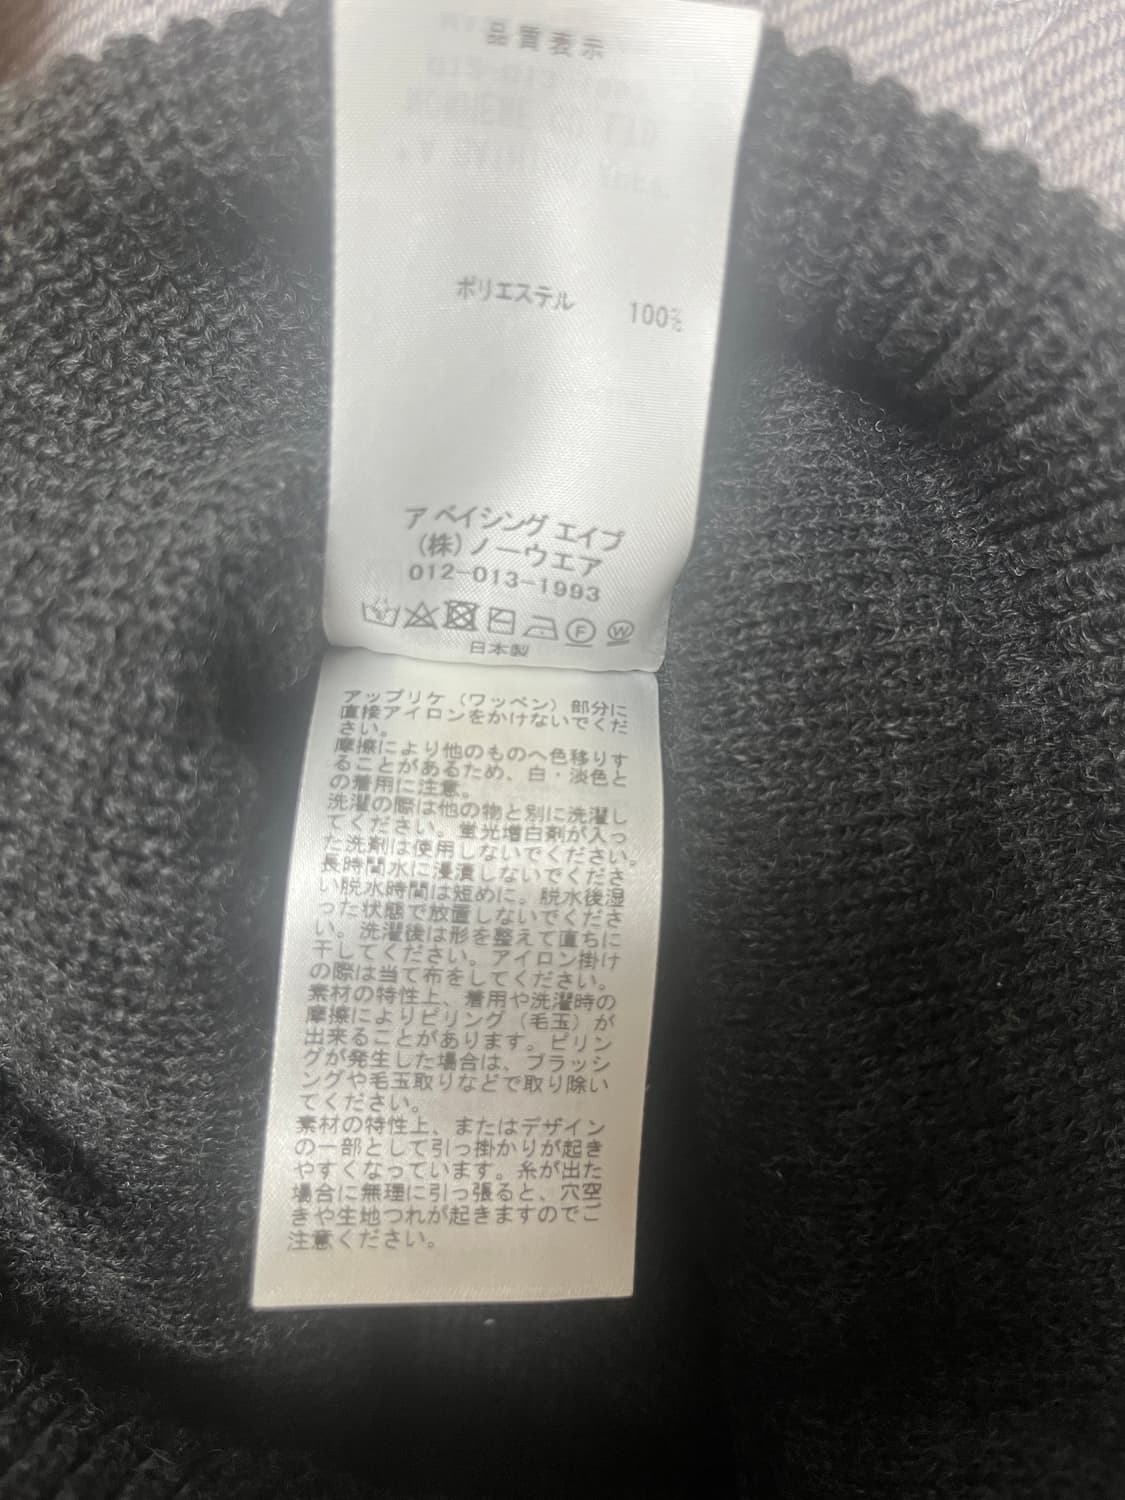 品質表示
ポリエステル 100%
ア ベイシング エイプ
(株)ノーウエア
012-013-1993
F W
日本製
アップリケ（ワッペン）部分に
直接アイロンをかけないでくだ
さい。
摩擦により他のものへ色移りす
ることがあるため、白・淡色と
の着用に注意。
洗濯の際は他の物と別に洗濯し
てください。蛍光増白剤が入っ
た洗剤は使用しないでください。
長時間水に浸漬しないでくださ
い脱水時間は短めに。脱水後湿
った状態で放置しないでくださ
い。洗濯後は形を整えて直ちに
干してください。アイロン掛け
の際は当て布をしてください。
素材の特性上、着用や洗濯時の
摩擦によりピリング（毛玉）が
出来ることがあります。ピリン
グが発生した場合は、ブラッシ
ングや毛玉取りなどで取り除い
てください。
素材の特性上、またはデザイン
の一部として引っ掛かりが起き
やすくなっています。糸が出た
場合に無理に引っ張ると、穴空
きや生地つれが起きますのでご
注意ください。